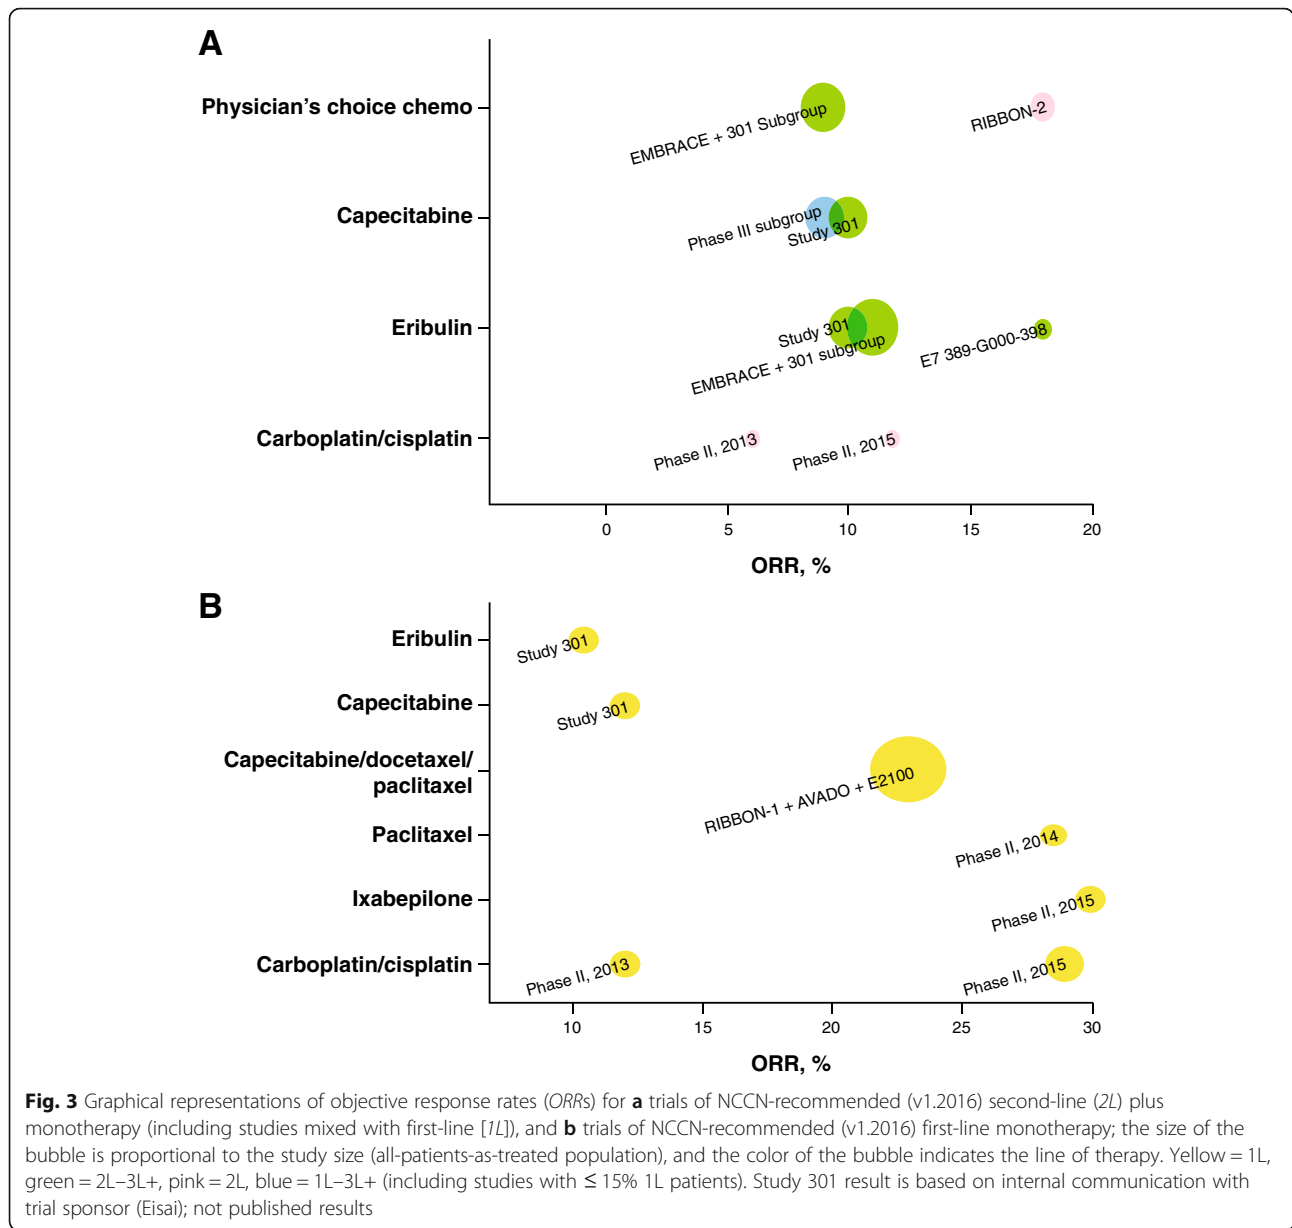 A
Physician's choice chemo
EMBRACE + 301 Subgroup
RIBBON-2
Capecitabine
Phase III subgroup
Study 301
Eribulin
Study 301
EMBRACE + 301 subgroup
E7 389-G000-398
Carboplatin/cisplatin
Phase II, 2013
Phase II, 2015
0 5 10 15 20
ORR, %
B
Eribulin
Study 301
Capecitabine
Study 301
Capecitabine/docetaxel/
paclitaxel
RIBBON-1 + AVADO + E2100
Paclitaxel
Phase II, 2014
Ixabepilone
Phase II, 2015
Carboplatin/cisplatin
Phase II, 2013
Phase II, 2015
10 15 20 25 30
ORR, %
Fig. 3 Graphical representations of objective response rates (ORRs) for a trials of NCCN-recommended (v1.2016) second-line (2L) plus
monotherapy (including studies mixed with first-line [1L]), and b trials of NCCN-recommended (v1.2016) first-line monotherapy; the size of the
bubble is proportional to the study size (all-patients-as-treated population), and the color of the bubble indicates the line of therapy. Yellow = 1L,
green = 2L–3L+, pink = 2L, blue = 1L–3L+ (including studies with ≤ 15% 1L patients). Study 301 result is based on internal communication with
trial sponsor (Eisai); not published results